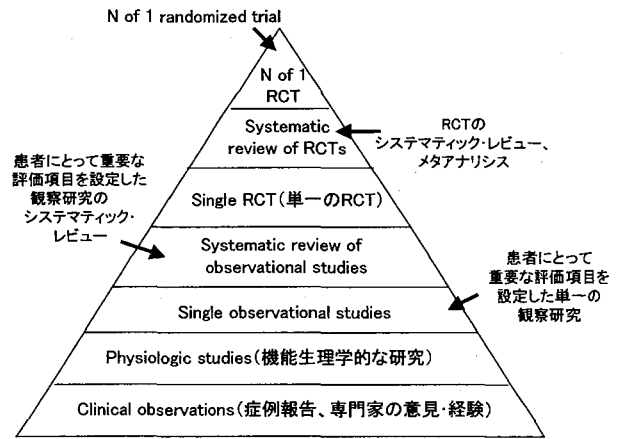 N of 1 randomized trial
N of 1
RCT
Systematic
review of RCTs
RCTの
システマティック・レビュー、
メタアナリシス
患者にとって重要な
評価項目を設定した
観察研究の
システマティック・
レビュー
Single RCT(単一のRCT)
Systematic review of
observational studies
患者にとって
重要な評価項目を
設定した単一の
観察研究
Single observational studies
Physiologic studies(機能生理学的な研究)
Clinical observations(症例報告、専門家の意見・経験)